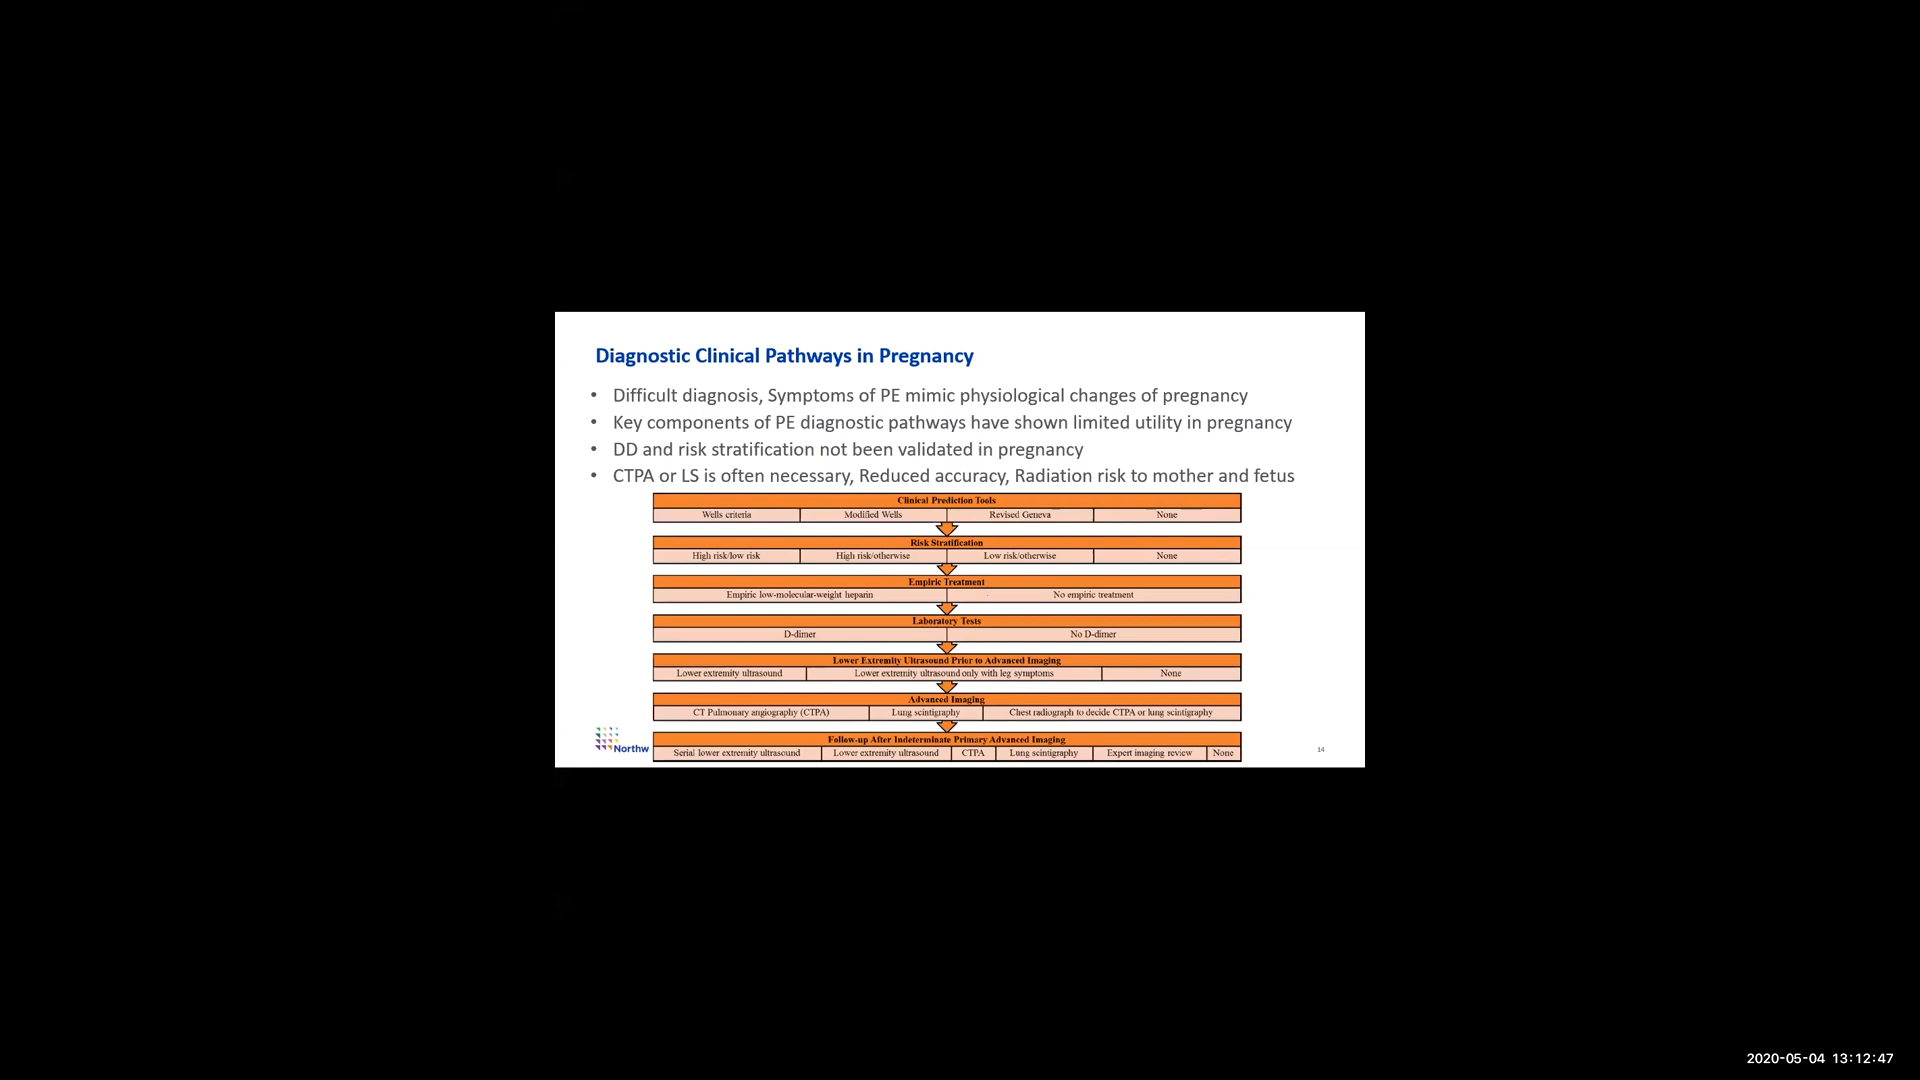 Diagnostic Clinical Pathways in Pregnancy
• Difficult diagnosis, Symptoms of PE mimic physiological changes of pregnancy
• Key components of PE diagnostic pathways have shown limited utility in pregnancy
• DD and risk stratification not been validated in pregnancy
• CTPA or LS is often necessary, Reduced accuracy, Radiation risk to mother and fetus
Clinical Prediction Tools
Wells criteria Modified Wells Revised Geneva None
Risk Stratification
High risk/low risk High risk/otherwise Low risk/otherwise None
Empiric Treatment
Empiric low-molecular-weight heparin No empiric treatment
Laboratory Tests
D-dimer No D-dimer
Lower Extremity Ultrasound Prior to Advanced Imaging
Lower extremity ultrasound Lower extremity ultrasound only with leg symptoms None
Advanced Imaging
CT Pulmonary angiography (CTPA) Lung scintigraphy Chest radiograph to decide CTPA or lung scintigraphy
Follow-up After Indeterminate Primary Advanced Imaging
Serial lower extremity ultrasound Lower extremity ultrasound CTPA Lung scintigraphy Expert imaging review None
Northw
14
2020-05-04 13:12:47